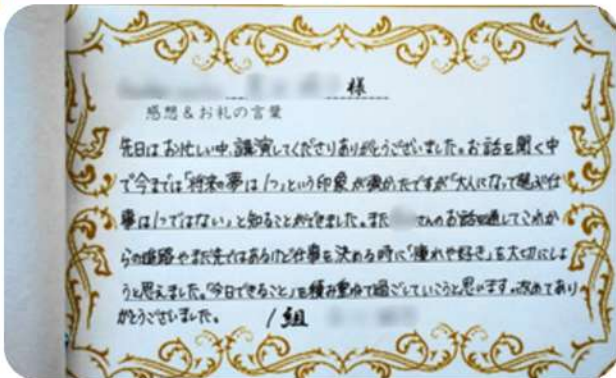 様
感想&お礼の言葉
先日はお忙しい中、講演してくださりありがとうございました。お話を聞く中
で今までは「将来の夢は1つ」という印象が強かたですが「大人になって選ぶ仕
事は1つではない」と知ることができました。また さんのお話を通してこれか
らの進路やまだ先ではあるけど仕事を決める時に「憧れや好き」を大切にしよ
うと思えました。「今日できること」を積み重ねて過ごしていこうと思います。改めてあり
がとうございました。 1組